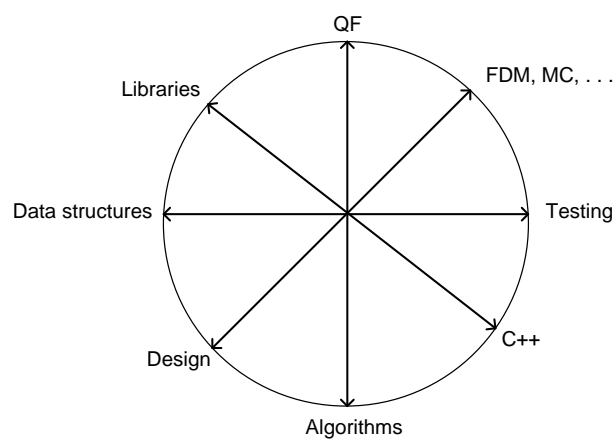 QF
FDM, MC, . . .
Libraries
Data structures
Testing
C++
Design
Algorithms